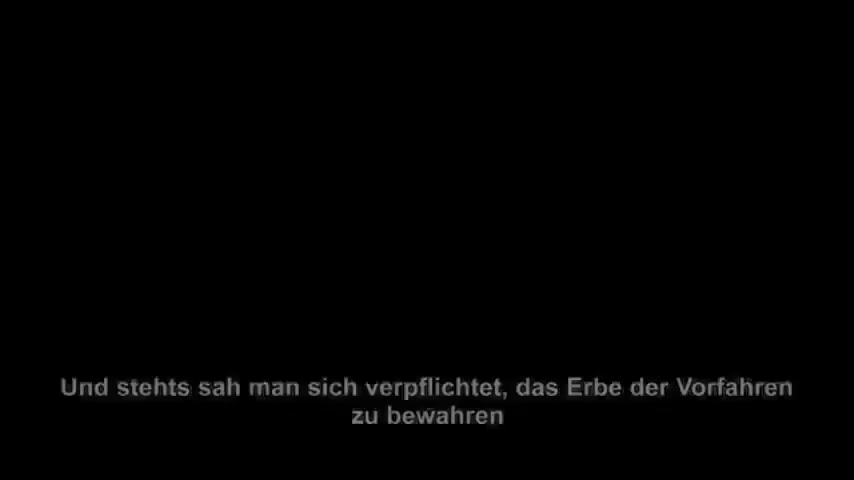 Und stehts sah man sich verpflichtet, das Erbe der Vorfahren
zu bewahren